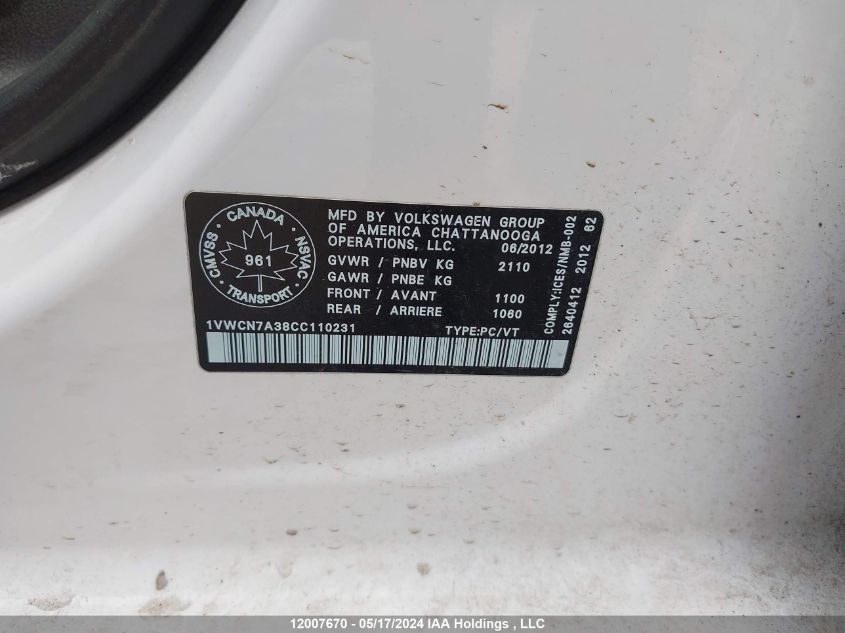 CANADA
CMVSS
NSVAC
961
TRANSPORT
MFD BY VOLKSWAGEN GROUP
OF AMERICA CHATTANOOGA
OPERATIONS, LLC. 06/2012
GVWR / PNBV KG 2110
GAWR / PNBE KG
FRONT / AVANT 1100
REAR / ARRIERE 1060
1VWCN7A38CC110231 TYPE:PC/VT
COMPLY:ICES/NMB-002
2640412 2012 62
12007670 - 05/17/2024 IAA Holdings , LLC